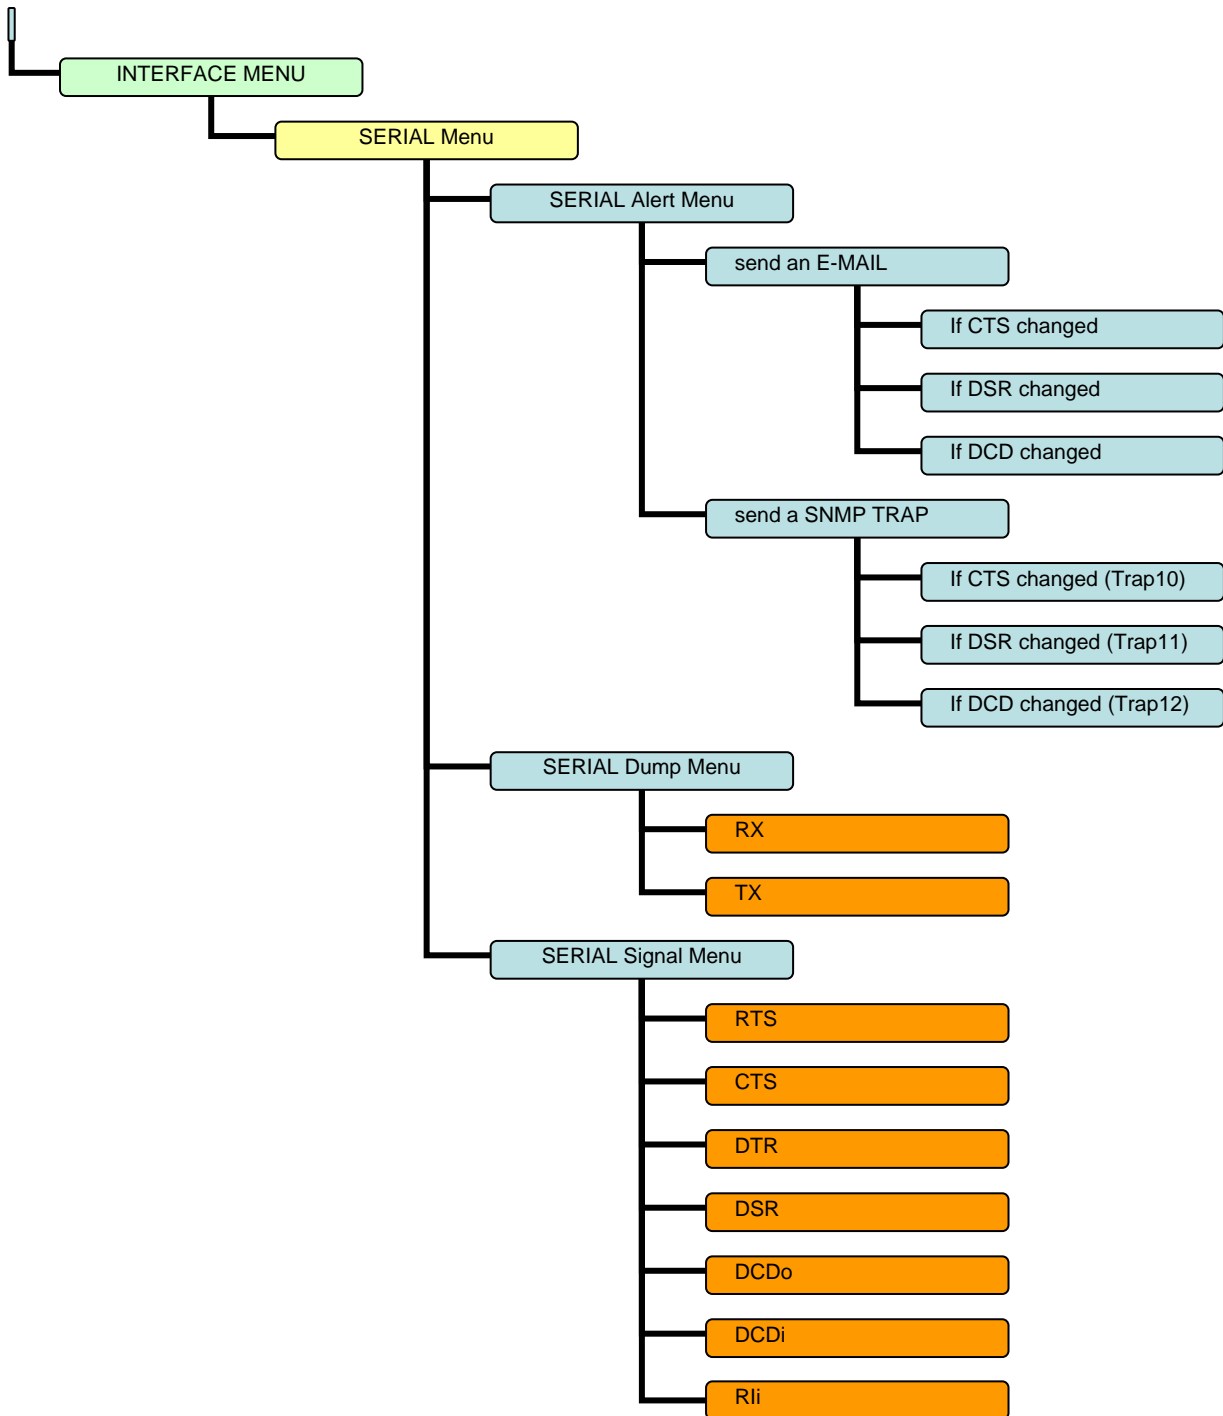 INTERFACE MENU
SERIAL Menu
SERIAL Alert Menu
send an E-MAIL
If CTS changed
If DSR changed
If DCD changed
send a SNMP TRAP
If CTS changed (Trap10)
If DSR changed (Trap11)
If DCD changed (Trap12)
SERIAL Dump Menu
RX
TX
SERIAL Signal Menu
RTS
CTS
DTR
DSR
DCDo
DCDi
RIi